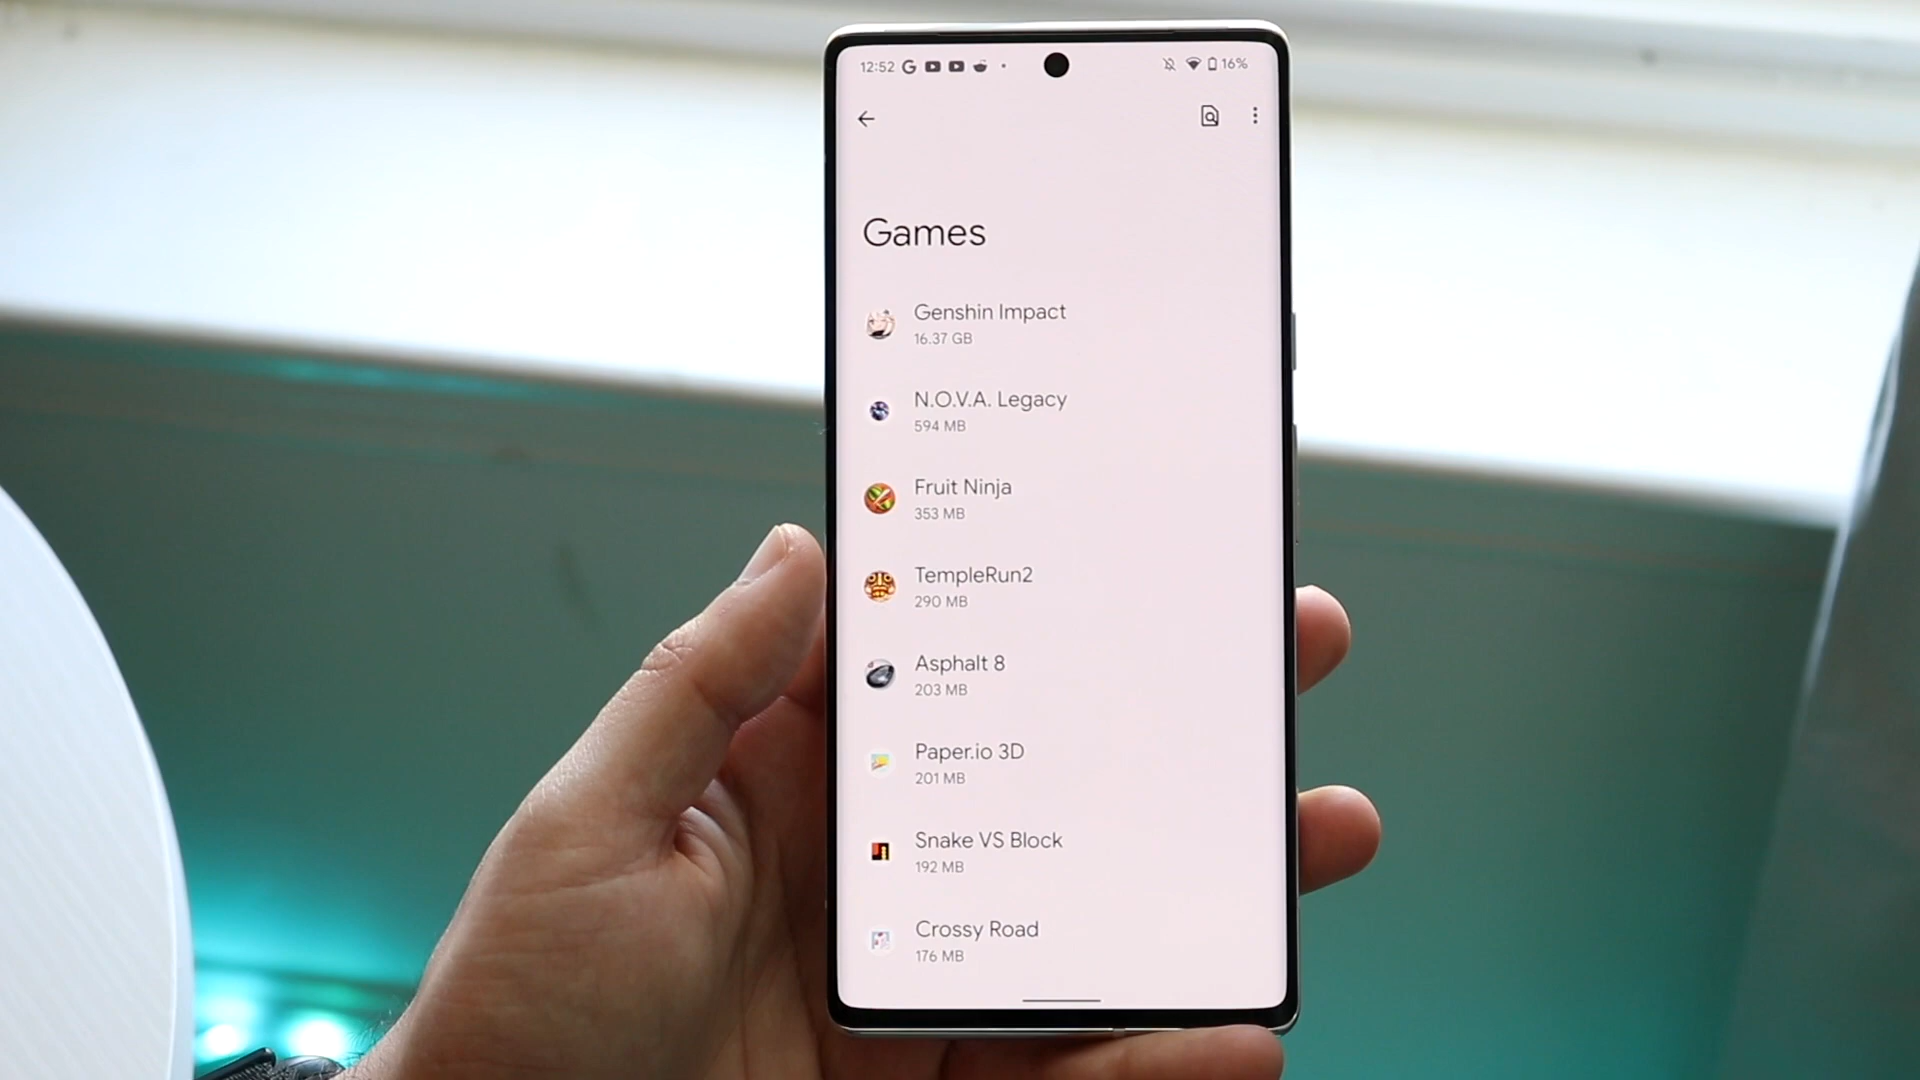 12:52 G 16%
Games
Genshin Impact
16.37 GB
N.O.V.A. Legacy
594 MB
Fruit Ninja
353 MB
TempleRun2
290 MB
Asphalt 8
203 MB
Paper.io 3D
201 MB
Snake VS Block
192 MB
Crossy Road
176 MB